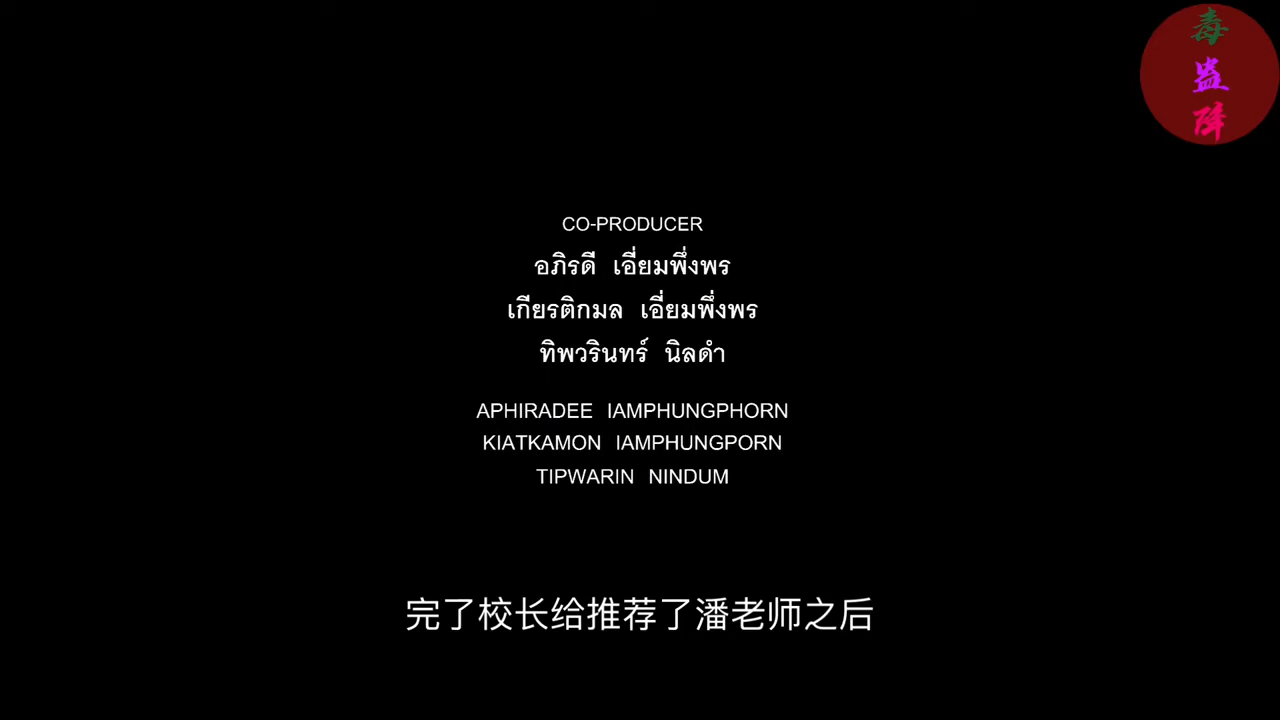 毒
蛊
降
CO-PRODUCER
อภิรดี เอี่ยมพึ่งพร
เกียรติกมล เอี่ยมพึ่งพร
ทิพวรินทร์ นิลดำ
APHIRADEE IAMPHUNGPHORN
KIATKAMON IAMPHUNGPORN
TIPWARIN NINDUM
完了校长给推荐了潘老师之后